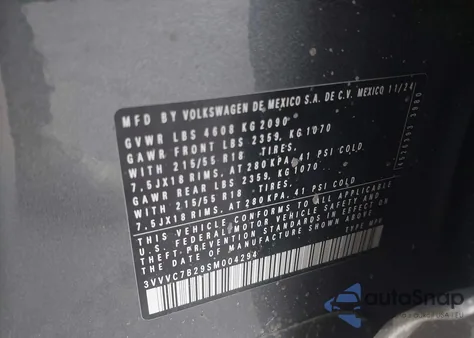 MFD BY VOLKSWAGEN DE MEXICO S.A. DE C.V. MEXICO 11/24
GVWR LBS 4608 KG 2090
GAWR FRONT LBS 2359, KG 1070
WITH 215/55 R18 TIRES.
7.5JX18 RIMS, AT 280 KPA, 41 PSI COLD.
GAWR REAR LBS 2359, KG 1070
WITH 215/55 R18 TIRES.
7.5JX18 RIMS, AT 280 KPA, 41 PSI COLD.
THIS VEHICLE CONFORMS TO ALL APPLICABLE
U.S. FEDERAL MOTOR VEHICLE SAFETY AND
THEFT-PREVENTION STANDARDS IN EFFECT ON
THE DATE OF MANUFACTURE SHOWN ABOVE.
3VVVC7B29SM004294 TYPE: MPV
autoSnap